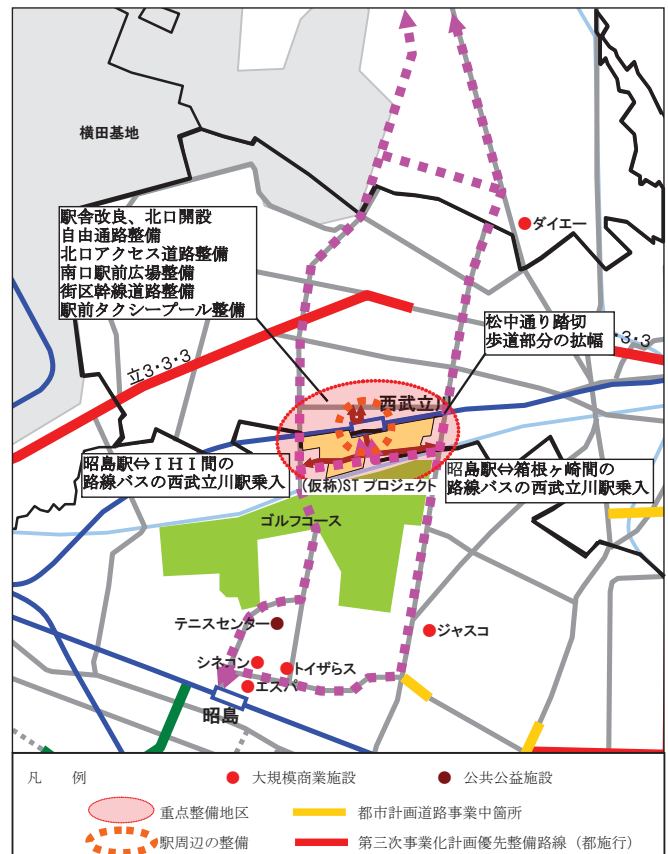 横田基地
駅舎改良、北口開設
自由通路整備
北口アクセス道路整備
南口駅前広場整備
街区幹線道路整備
駅前タクシープール整備
ダイエー
松中通り踏切
歩道部分の拡幅
・3・3
立3・3・3
西武立川
昭島駅⇔ＩＨＩ間の
路線バスの西武立川駅乗入
昭島駅⇔箱根ヶ崎間の
路線バスの西武立川駅乗入
(仮称)STプロジェクト
ゴルフコース
テニスセンター
ジャスコ
シネコン
トイザらス
エスパ
昭島
凡　例
大規模商業施設
公共公益施設
重点整備地区
都市計画道路事業中箇所
駅周辺の整備
第三次事業化計画優先整備路線（都施行）